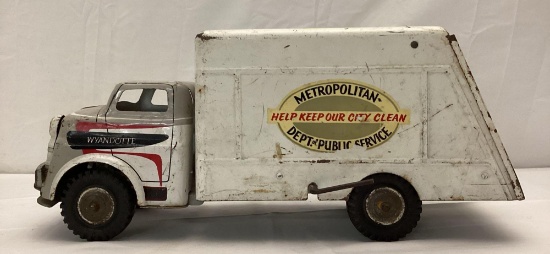 WYANDOTTE
METROPOLITAN
HELP KEEP OUR CITY CLEAN
DEPT. OF PUBLIC SERVICE